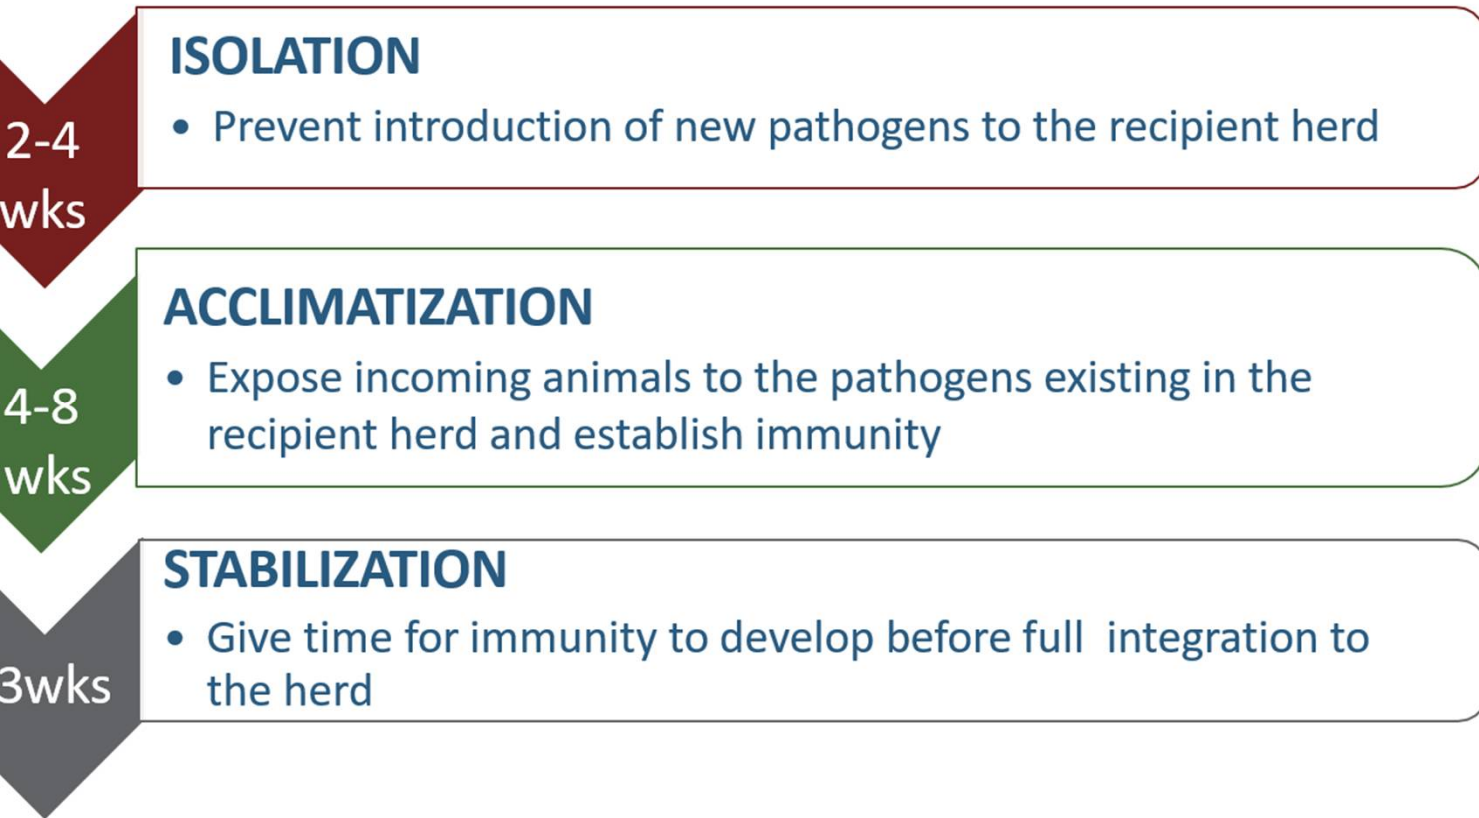 2-4
wks
ISOLATION
• Prevent introduction of new pathogens to the recipient herd
4-8
wks
ACCLIMATIZATION
• Expose incoming animals to the pathogens existing in the
recipient herd and establish immunity
3wks
STABILIZATION
• Give time for immunity to develop before full  integration to
the herd